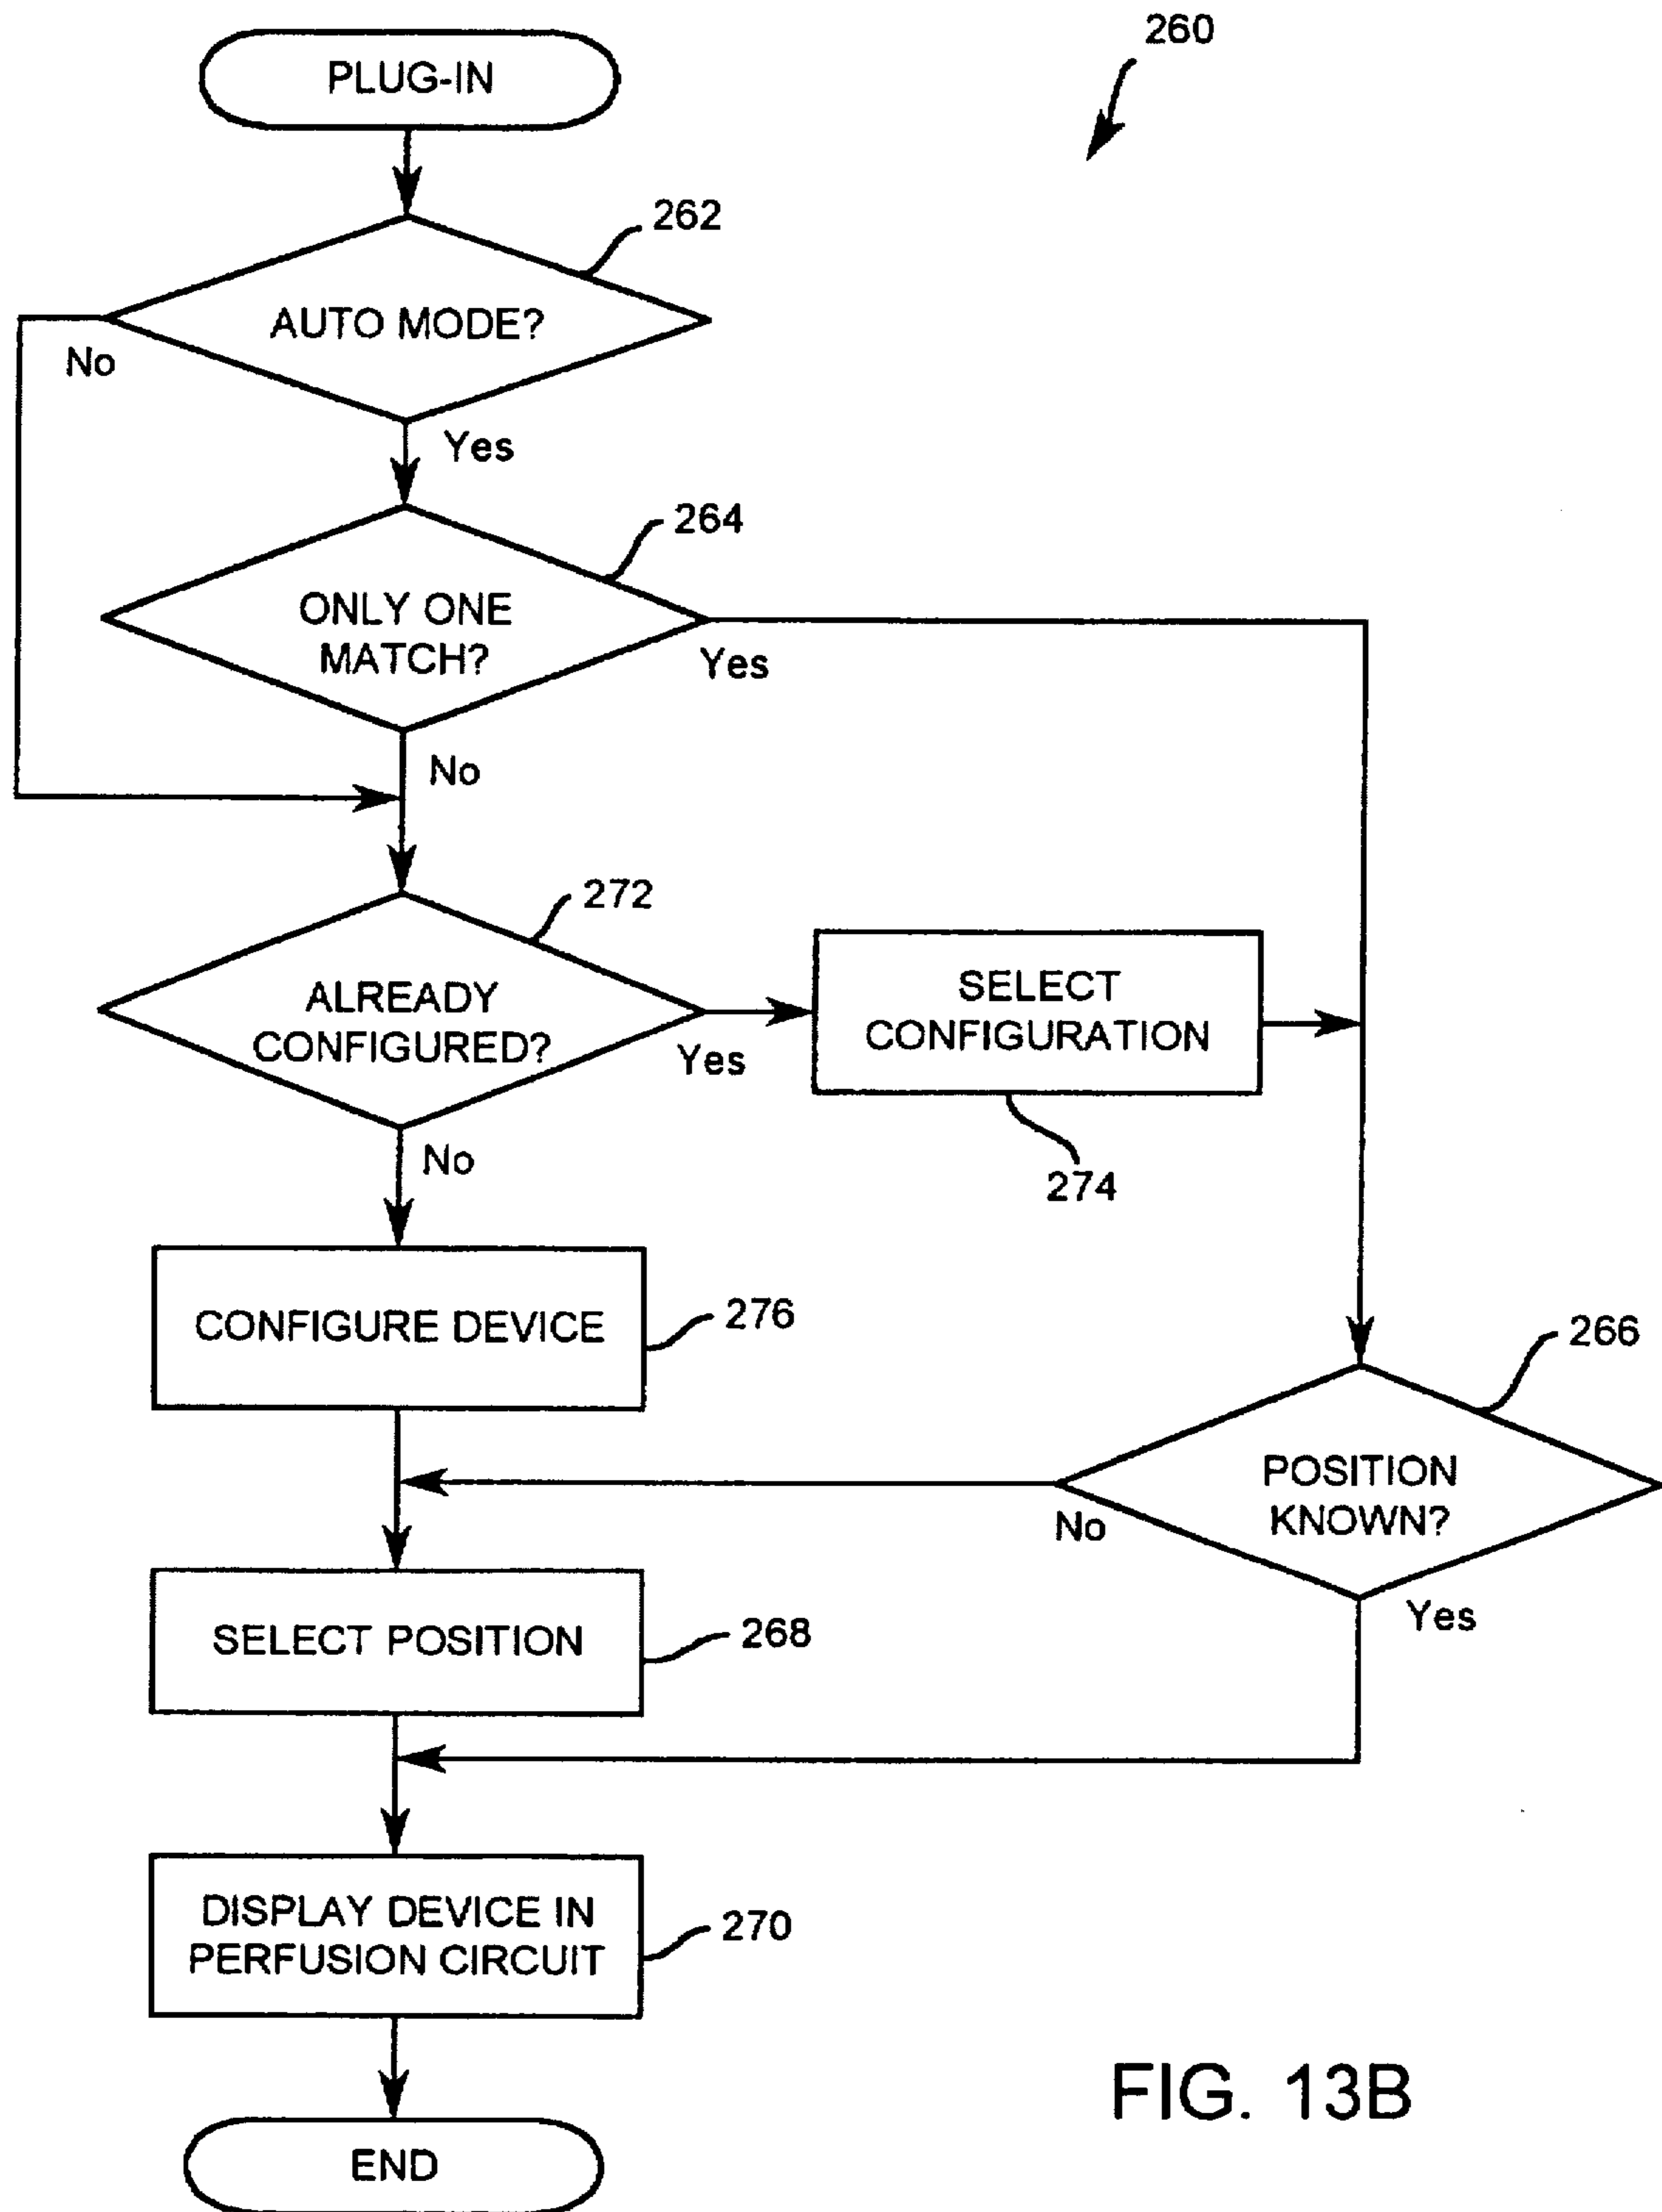 260
PLUG-IN
262
AUTO MODE?
No
Yes
264
ONLY ONE
MATCH?
Yes
No
272
ALREADY
CONFIGURED?
Yes
SELECT
CONFIGURATION
274
No
CONFIGURE DEVICE
276
266
POSITION
KNOWN?
No
Yes
SELECT POSITION
268
DISPLAY DEVICE IN
PERFUSION CIRCUIT
270
END
FIG. 13B